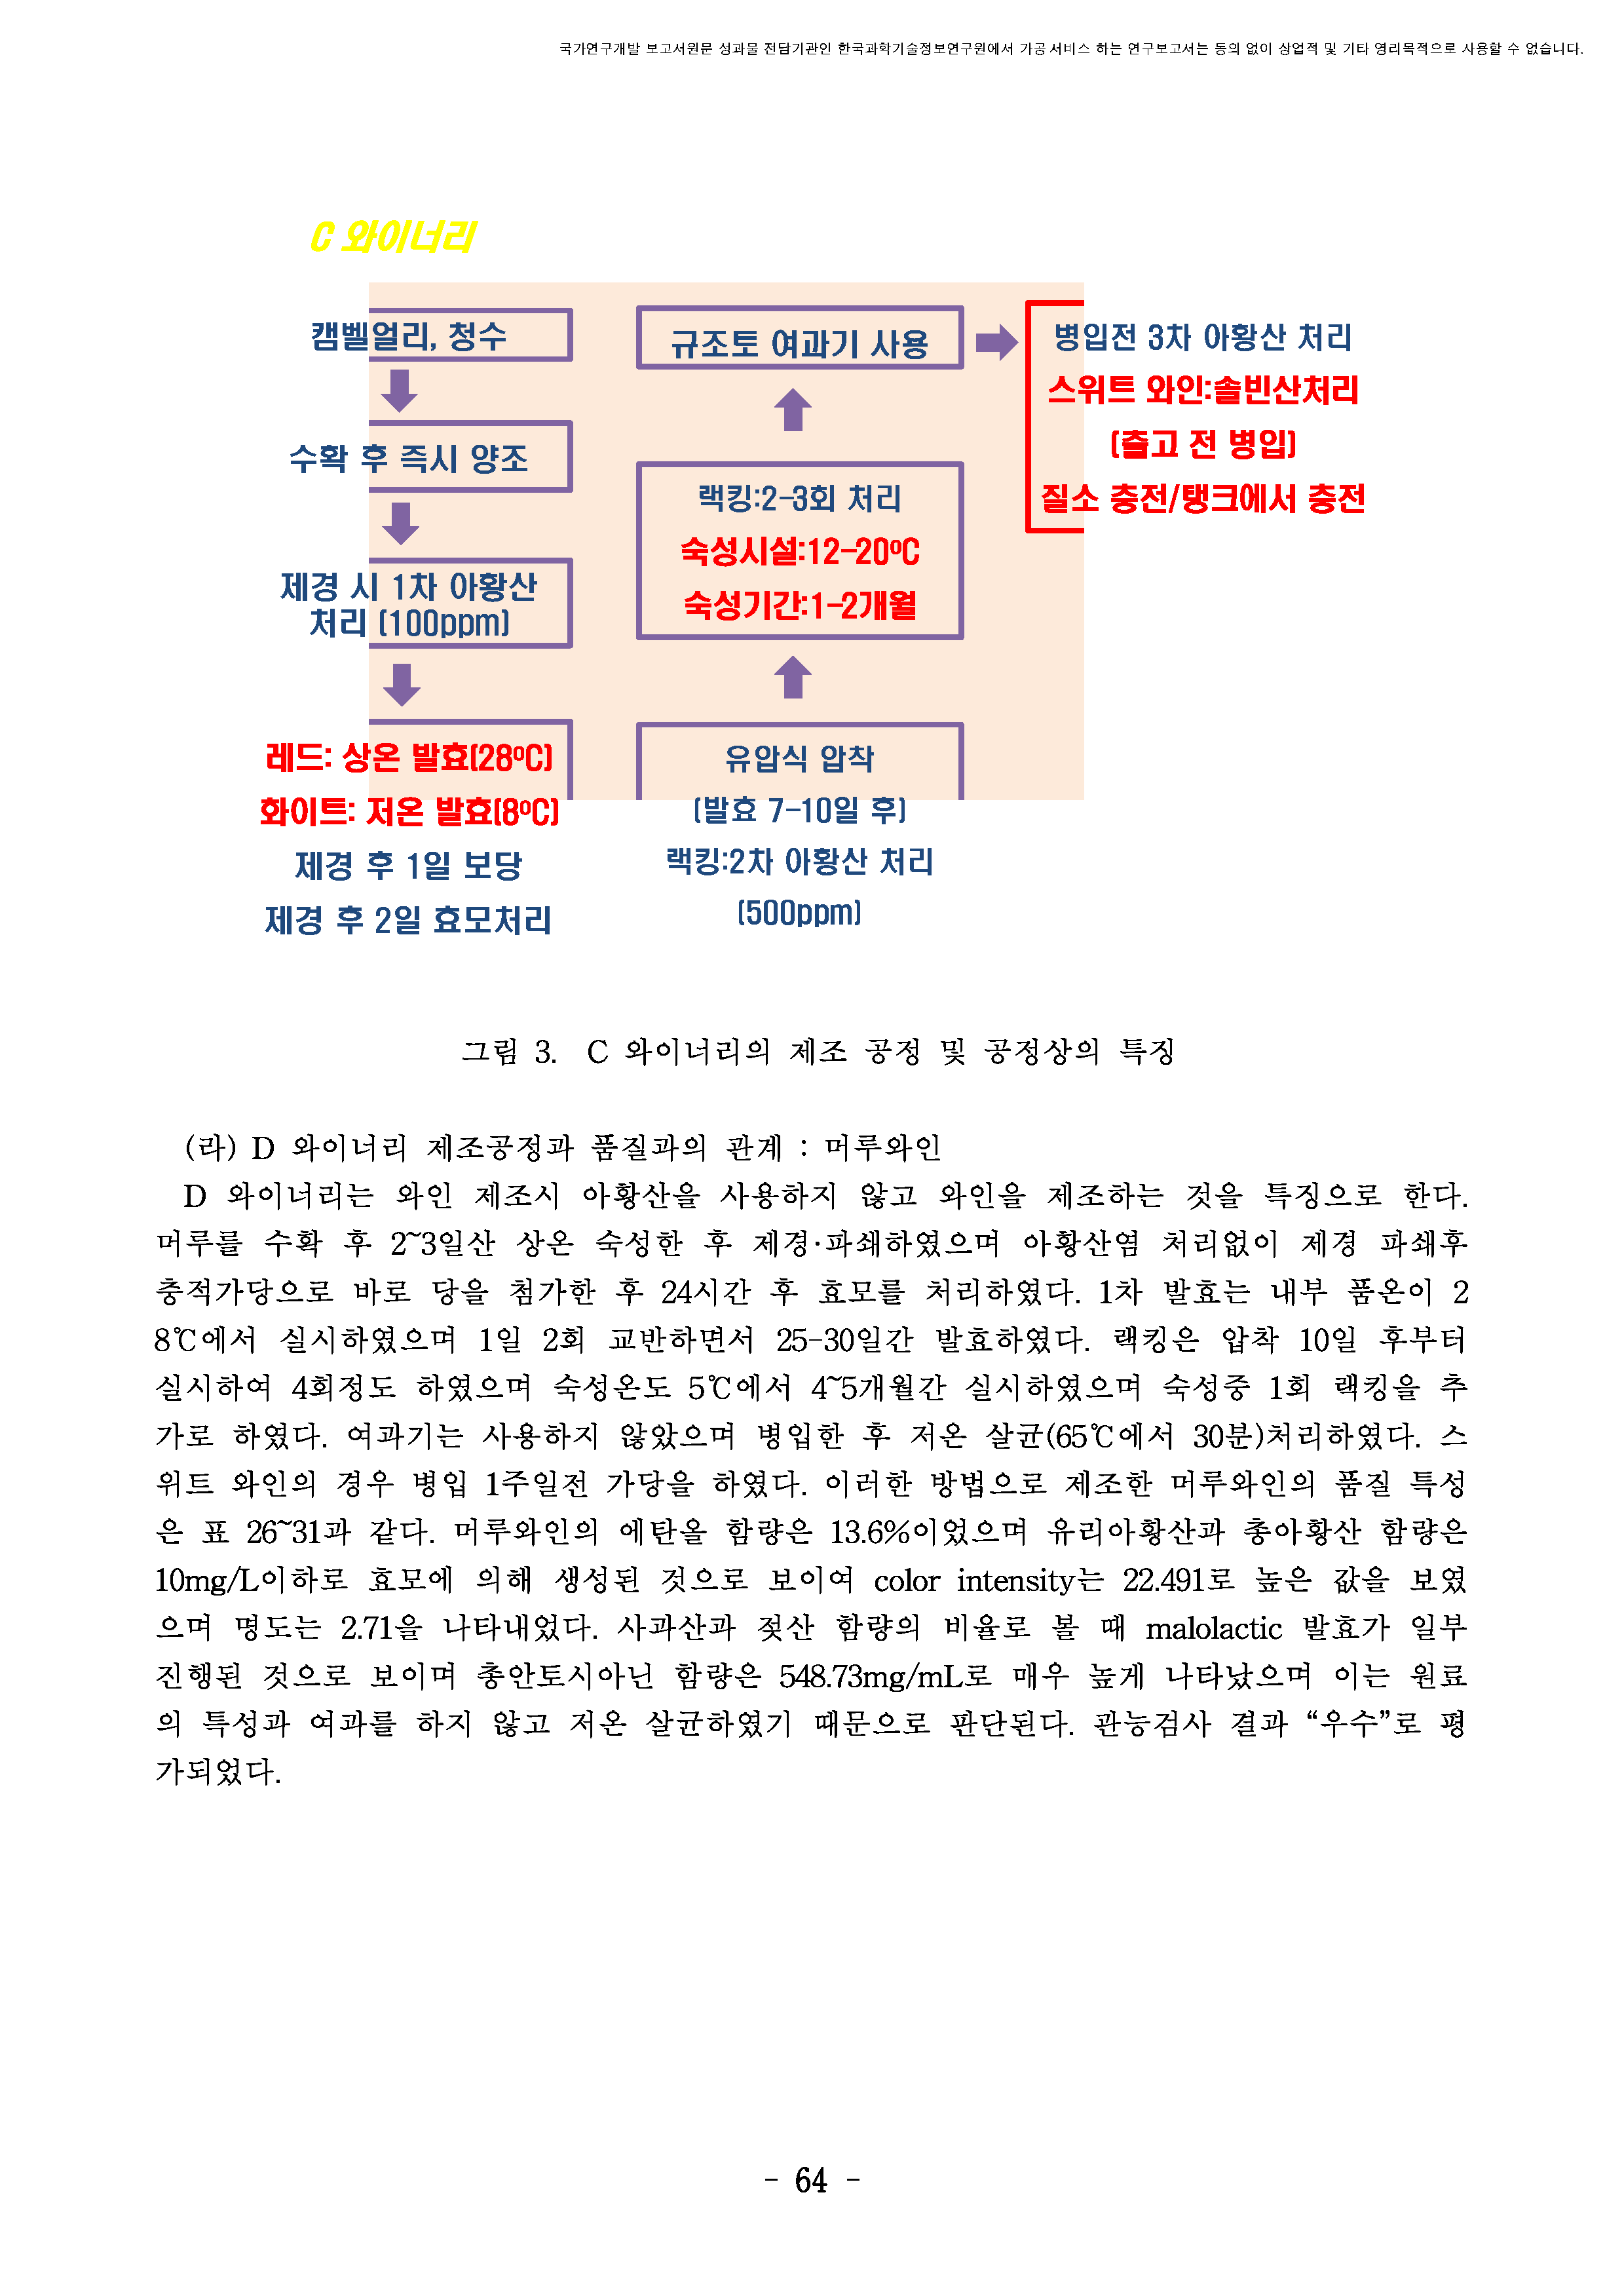 국가연구개발 보고서원문 성과물 전담기관인 한국과학기술정보연구원에서 가공·서비스 하는 연구보고서는 동의 없이 상업적 및 기타 영리목적으로 사용할 수 없습니다.
C 와이너리
캠벨얼리, 청수
수확 후 즉시 양조
제경 시 1차 아황산
처리 (100ppm)
레드: 상온 발효(28ºC)
화이트: 저온 발효(8ºC)
제경 후 1일 보당
제경 후 2일 효모처리
유압식 압착
(발효 7-10일 후)
랙킹:2차 아황산 처리
(500ppm)
랙킹:2-3회 처리
숙성시설:12-20ºC
숙성기간:1-2개월
규조토 여과기 사용
병입전 3차 아황산 처리
스위트 와인:솔빈산처리
(출고 전 병입)
질소 충전/탱크에서 충전
그림 3. C 와이너리의 제조 공정 및 공정상의 특징
(라) D 와이너리 제조공정과 품질과의 관계 : 머루와인
D 와이너리는 와인 제조시 아황산을 사용하지 않고 와인을 제조하는 것을 특징으로 한다.
머루를 수확 후 2~3일산 상온 숙성한 후 제경·파쇄하였으며 아황산염 처리없이 제경 파쇄후
충적가당으로 바로 당을 첨가한 후 24시간 후 효모를 처리하였다. 1차 발효는 내부 품온이 2
8℃에서 실시하였으며 1일 2회 교반하면서 25-30일간 발효하였다. 랙킹은 압착 10일 후부터
실시하여 4회정도 하였으며 숙성온도 5℃에서 4~5개월간 실시하였으며 숙성중 1회 랙킹을 추
가로 하였다. 여과기는 사용하지 않았으며 병입한 후 저온 살균(65℃에서 30분)처리하였다. 스
위트 와인의 경우 병입 1주일전 가당을 하였다. 이러한 방법으로 제조한 머루와인의 품질 특성
은 표 26~31과 같다. 머루와인의 에탄올 함량은 13.6%이었으며 유리아황산과 총아황산 함량은
10mg/L이하로 효모에 의해 생성된 것으로 보이여 color intensity는 22.491로 높은 값을 보였
으며 명도는 2.71을 나타내었다. 사과산과 젖산 함량의 비율로 볼 때 malolactic 발효가 일부
진행된 것으로 보이며 총안토시아닌 함량은 548.73mg/mL로 매우 높게 나타났으며 이는 원료
의 특성과 여과를 하지 않고 저온 살균하였기 때문으로 판단된다. 관능검사 결과 “우수”로 평
가되었다.
- 64 -